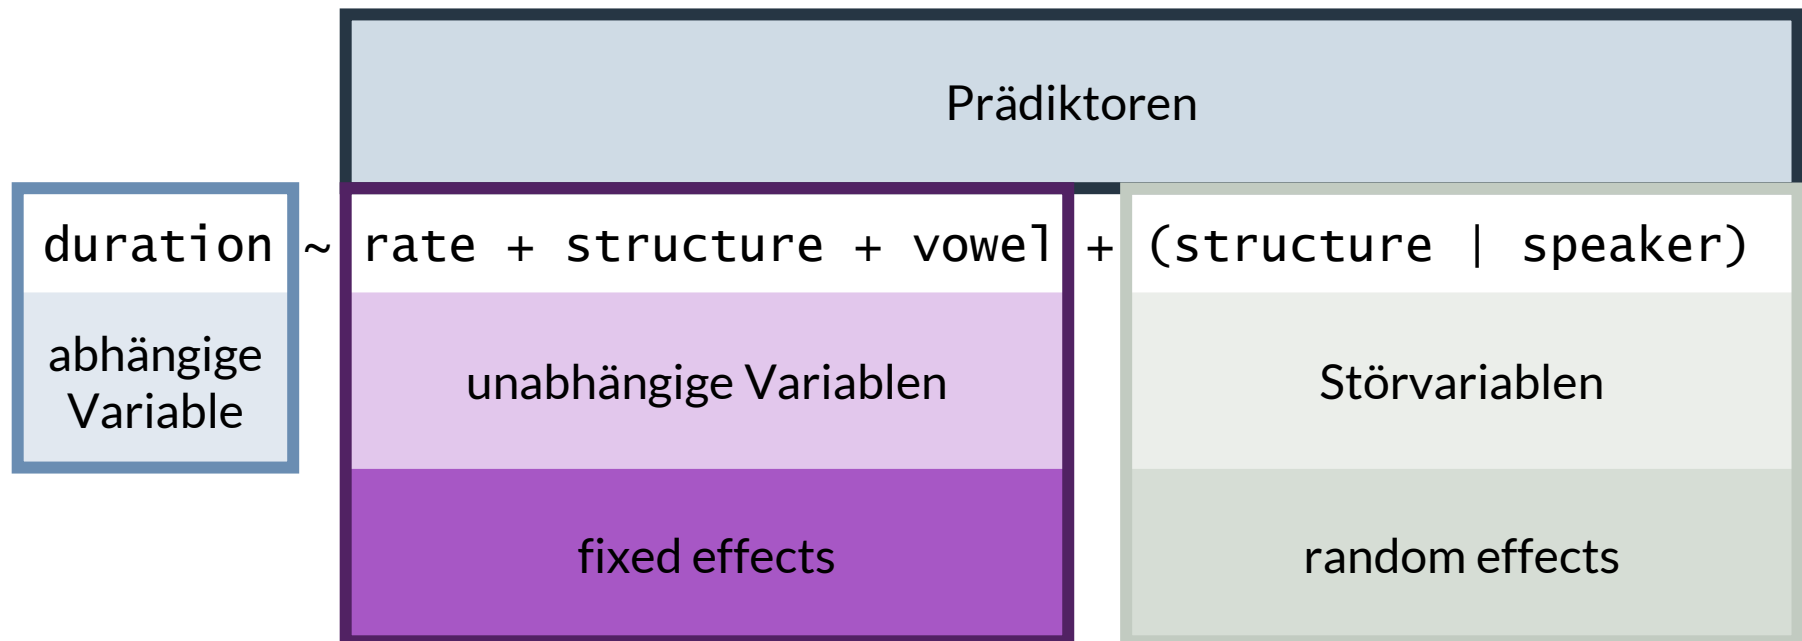 Prädiktoren
duration ~ rate + structure + vowel + (structure | speaker)
abhängige
Variable
unabhängige Variablen
Störvariablen
fixed effects
random effects